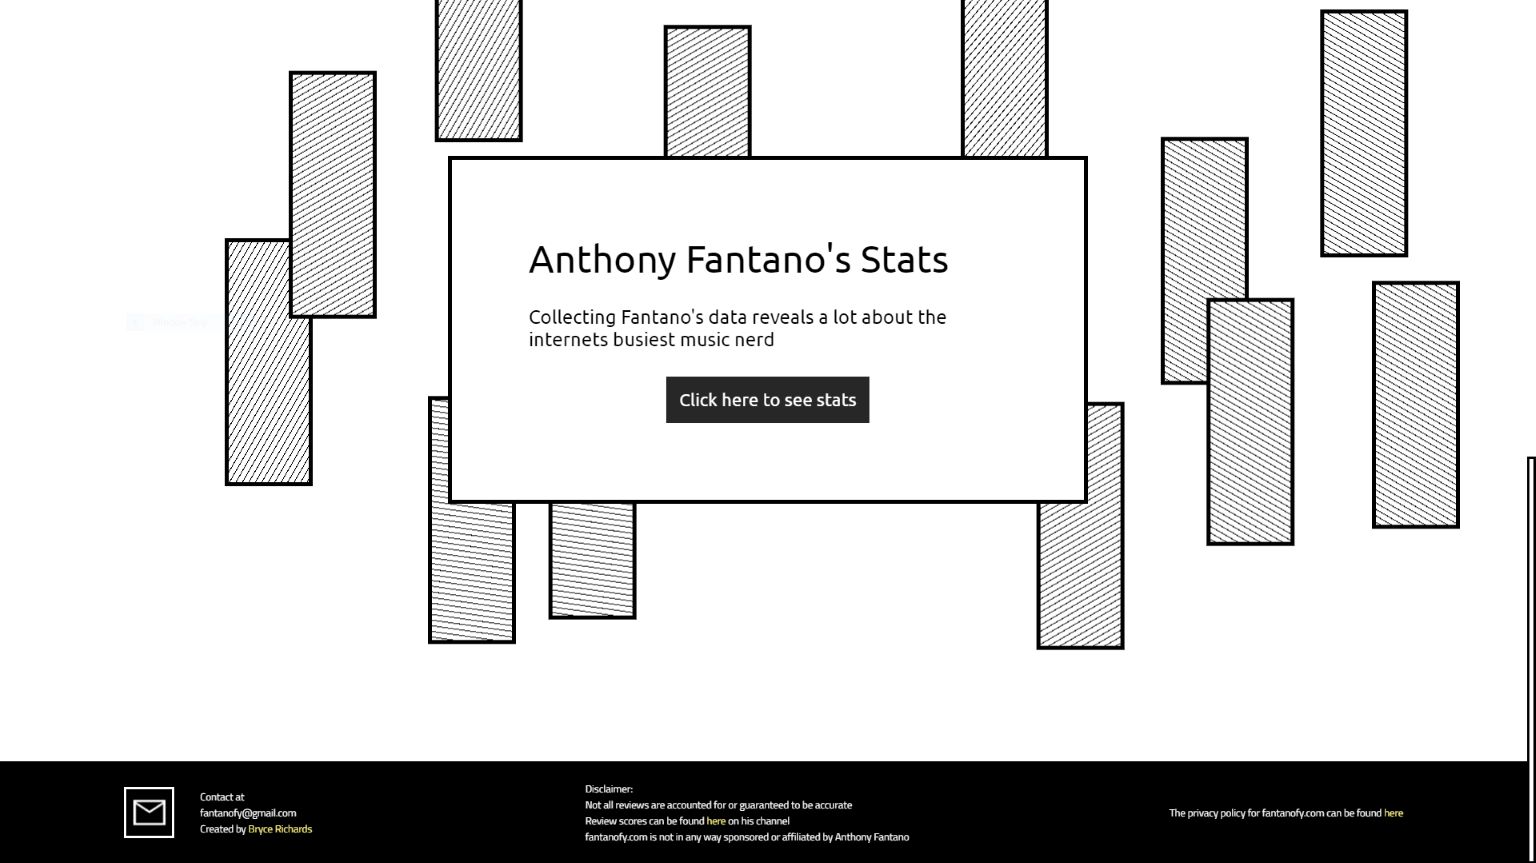 Anthony Fantano's Stats
Collecting Fantano's data reveals a lot about the
internets busiest music nerd
Click here to see stats
Contact at
fantanofy@gmail.com
Created by Bryce Richards
Disclaimer:
Not all reviews are accounted for or guaranteed to be accurate
Review scores can be found here on his channel
fantanofy.com is not in any way sponsored or affiliated by Anthony Fantano
The privacy policy for fantanofy.com can be found here